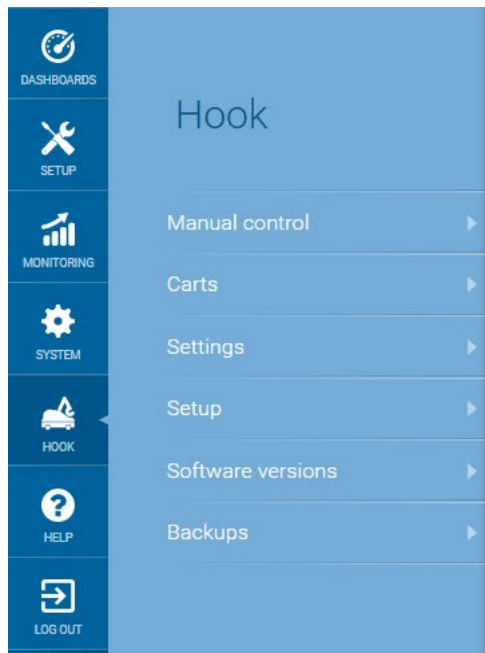 DASHBOARDS
SETUP
MONITORING
SYSTEM
HOOK
HELP
LOG OUT
Hook
Manual control
Carts
Settings
Setup
Software versions
Backups